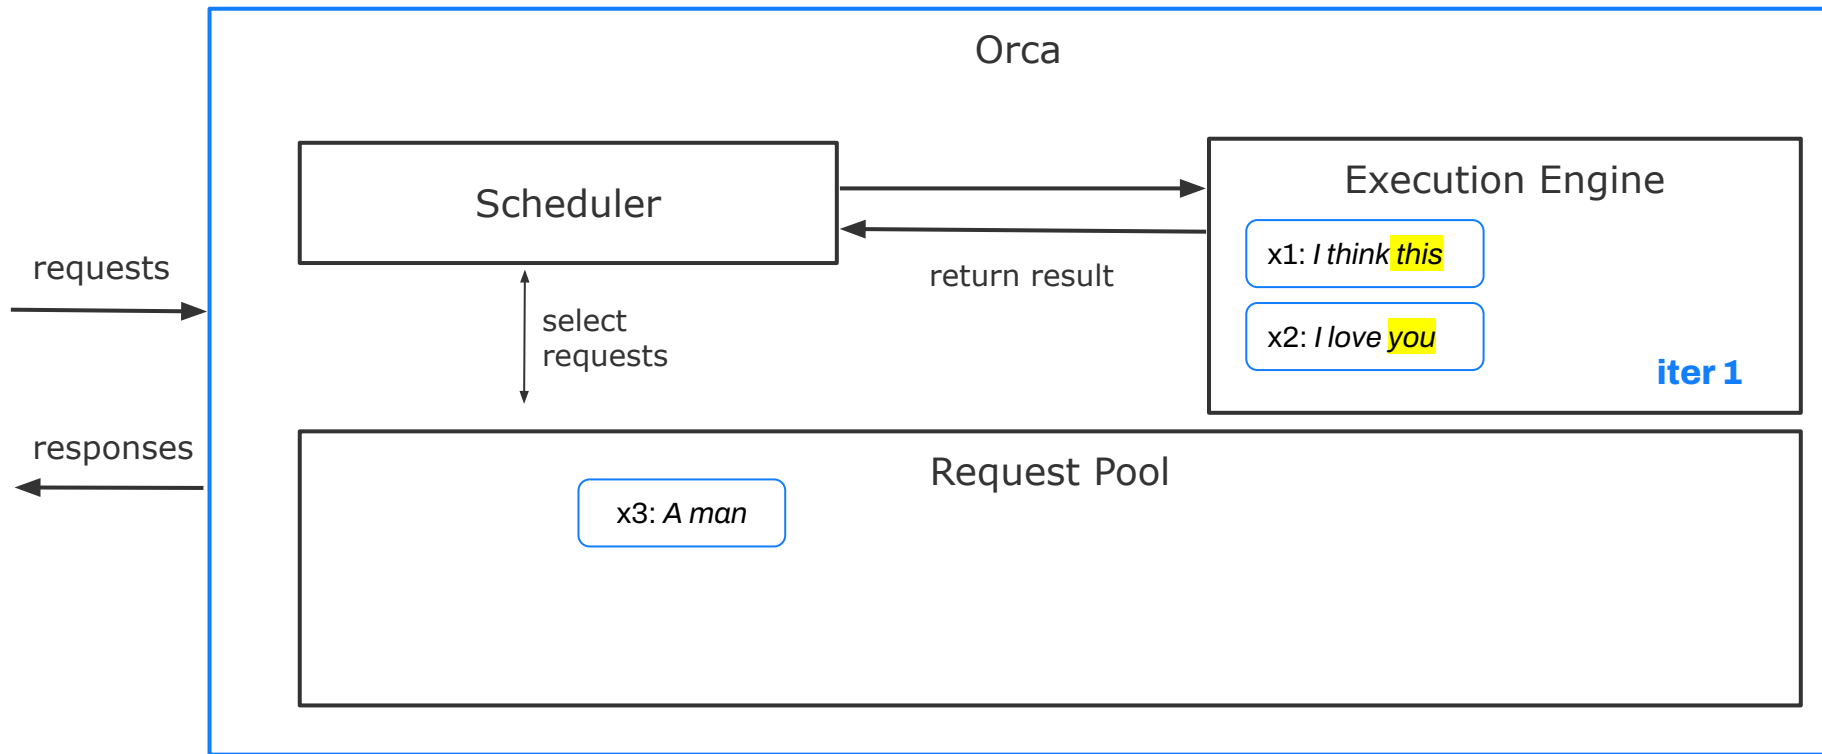 Orca
Scheduler
Execution Engine
x1: I think this
x2: I love you
iter 1
return result
requests
select
requests
responses
Request Pool
x3: A man